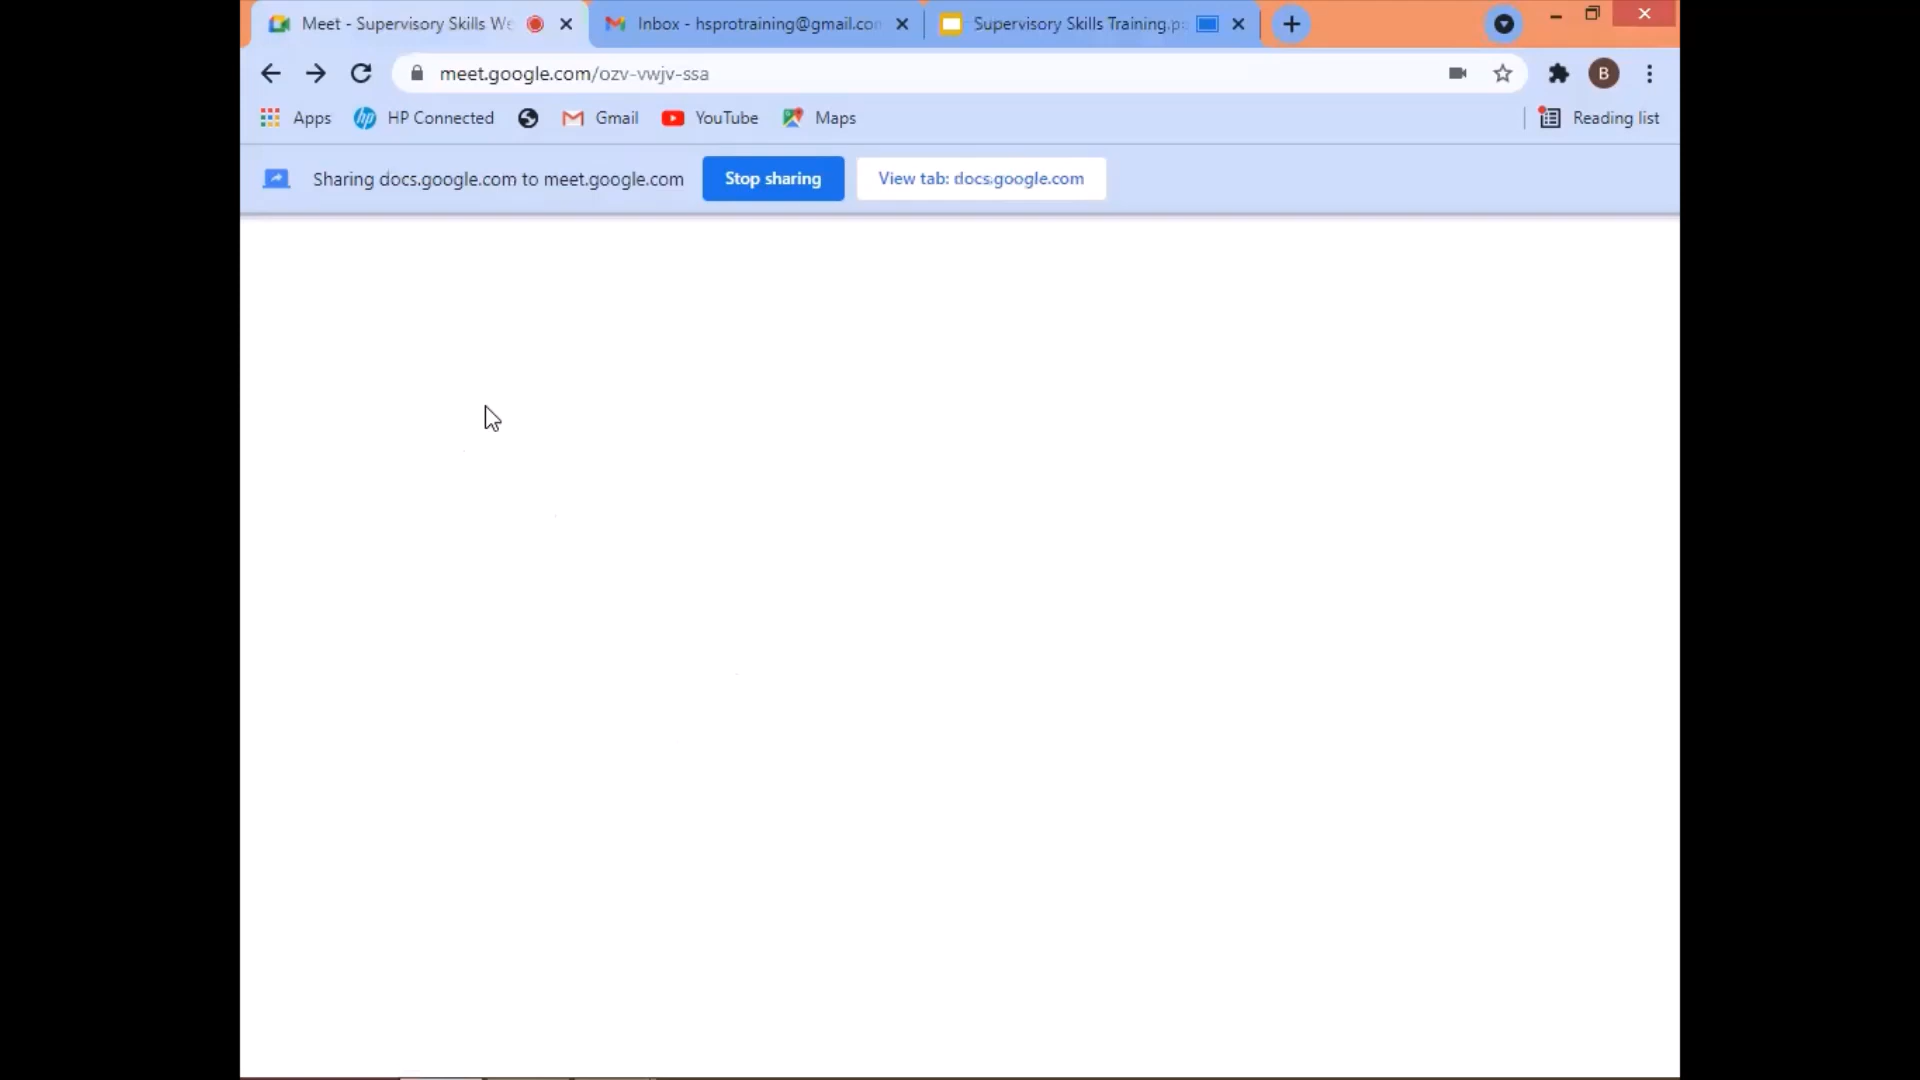 Meet - Supervisory Skills We
Inbox - hsprotraining@gmail.com
Supervisory Skills Training.p
meet.google.com/ozv-vwjv-ssa
B
Apps
hp
HP Connected
Gmail
YouTube
Maps
Reading list
Sharing docs.google.com to meet.google.com
Stop sharing
View tab: docs.google.com